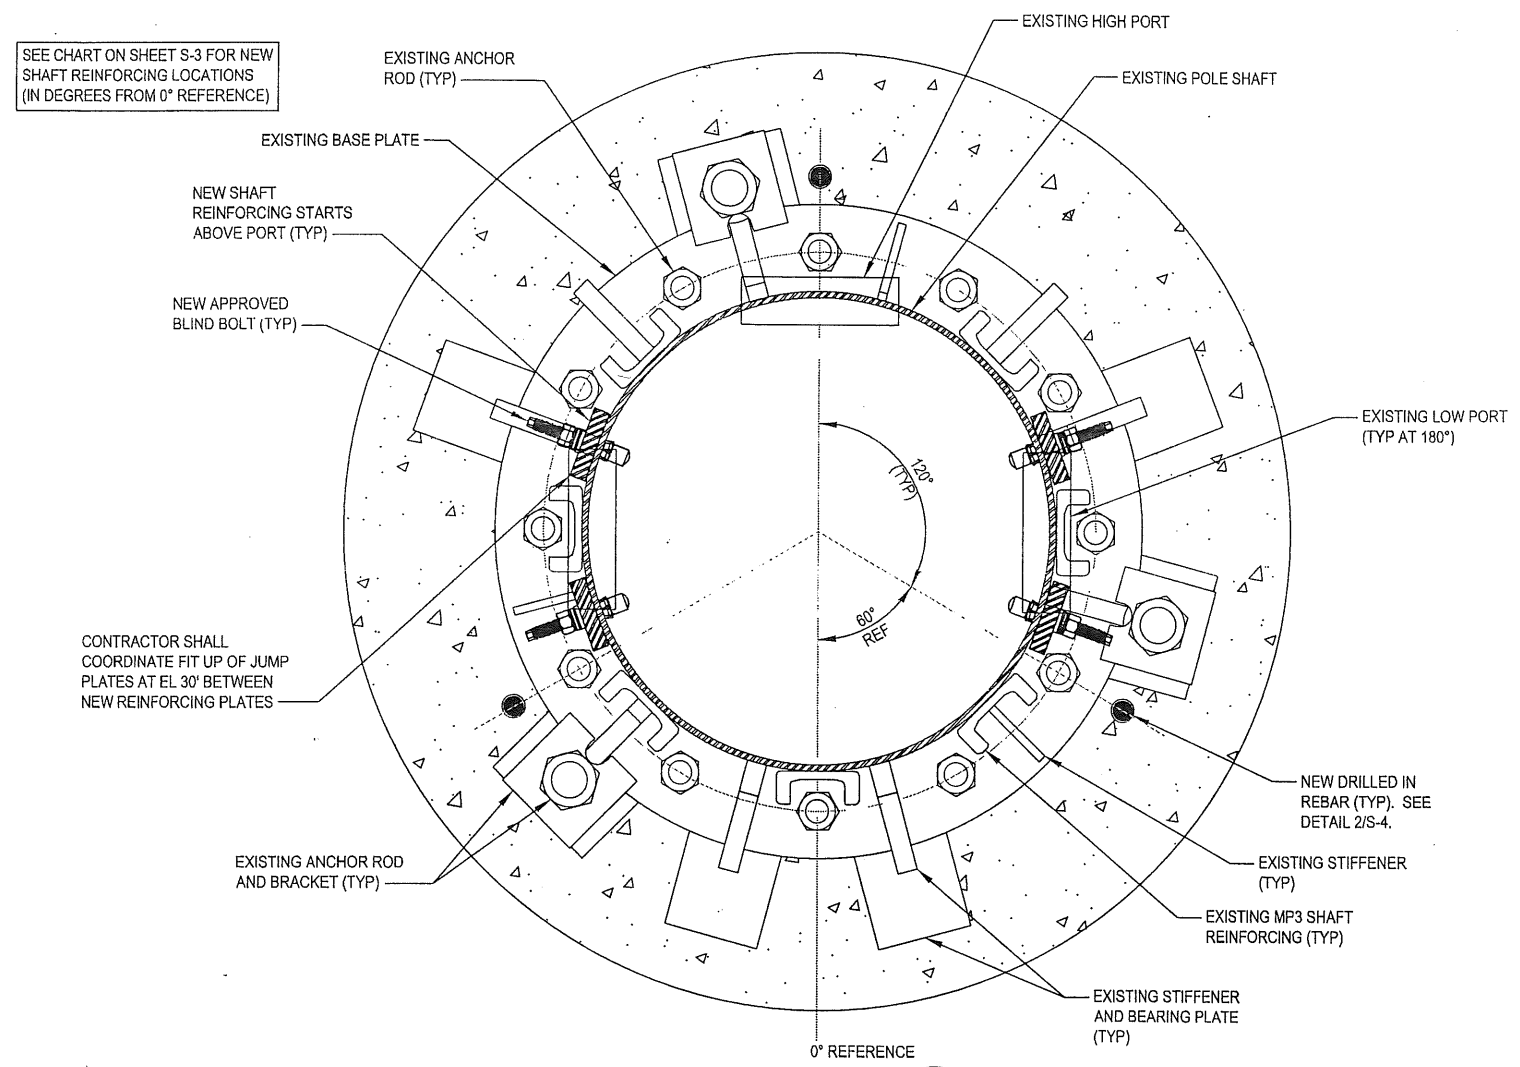 EXISTING HIGH PORT
SEE CHART ON SHEET S-3 FOR NEW
SHAFT REINFORCING LOCATIONS
(IN DEGREES FROM 0° REFERENCE)
EXISTING ANCHOR
ROD (TYP)
EXISTING POLE SHAFT
EXISTING BASE PLATE
NEW SHAFT
REINFORCING STARTS
ABOVE PORT (TYP)
NEW APPROVED
BLIND BOLT (TYP)
EXISTING LOW PORT
(TYP AT 180°)
120°
(TYP)
60°
REF
CONTRACTOR SHALL
COORDINATE FIT UP OF JUMP
PLATES AT EL 30' BETWEEN
NEW REINFORCING PLATES
NEW DRILLED IN
REBAR (TYP). SEE
DETAIL 2/S-4.
EXISTING ANCHOR ROD
AND BRACKET (TYP)
EXISTING STIFFENER
(TYP)
EXISTING MP3 SHAFT
REINFORCING (TYP)
EXISTING STIFFENER
AND BEARING PLATE
(TYP)
0° REFERENCE